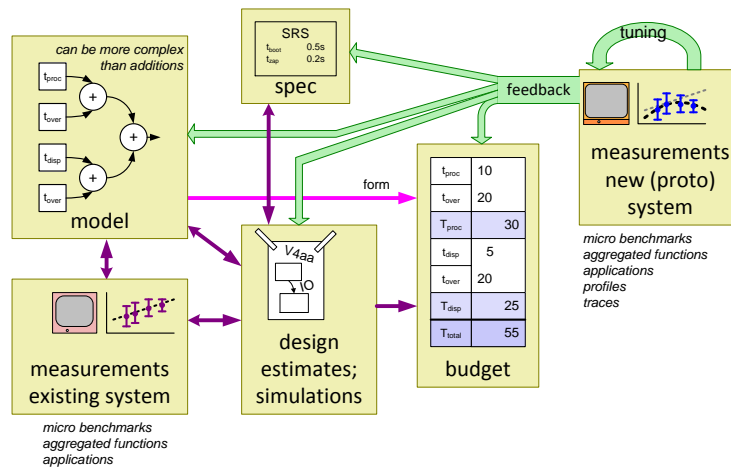 can be more complex
than additions
tproc
tover
tdisp
tover
+
+
+
model
SRS
tboot 0.5s
tzap 0.2s
spec
tuning
feedback
measurements
new (proto)
system
micro benchmarks
aggregated functions
applications
profiles
traces
form
tproc 10
tover 20
Tproc 30
tdisp 5
tover 20
Tdisp 25
Ttotal 55
budget
V4aa
IO
design
estimates;
simulations
measurements
existing system
micro benchmarks
aggregated functions
applications